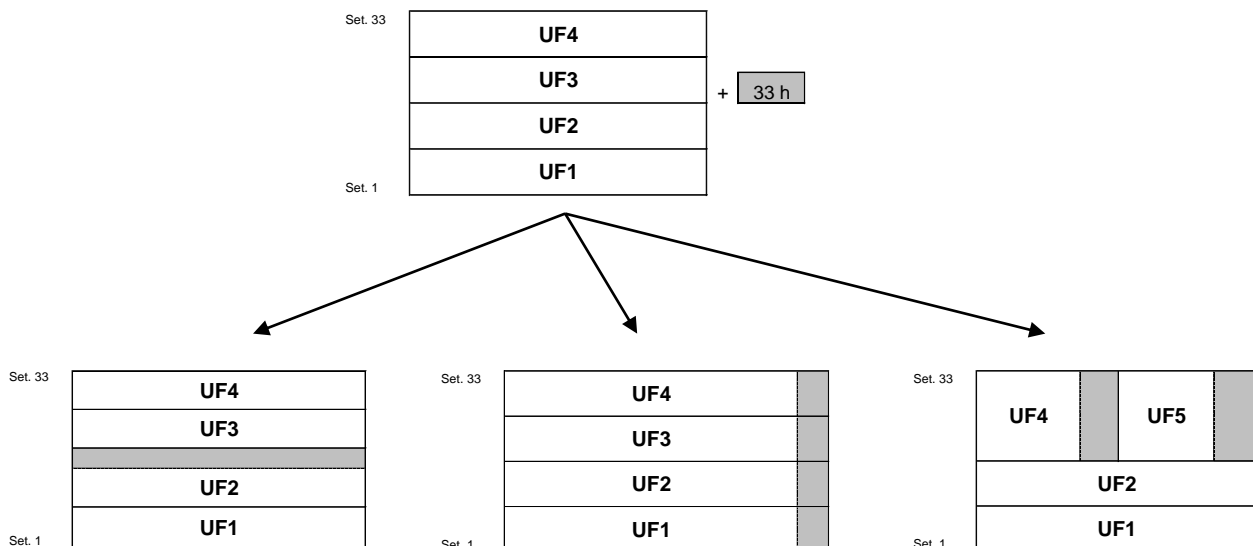 Set. 33
UF4
UF3
+ 33 h
UF2
UF1
Set. 1
Set. 33
UF4
UF3
UF2
UF1
Set. 1
Set. 33
UF4
UF3
UF2
UF1
Set. 1
Set. 33
UF4 UF5
UF2
UF1
Set. 1